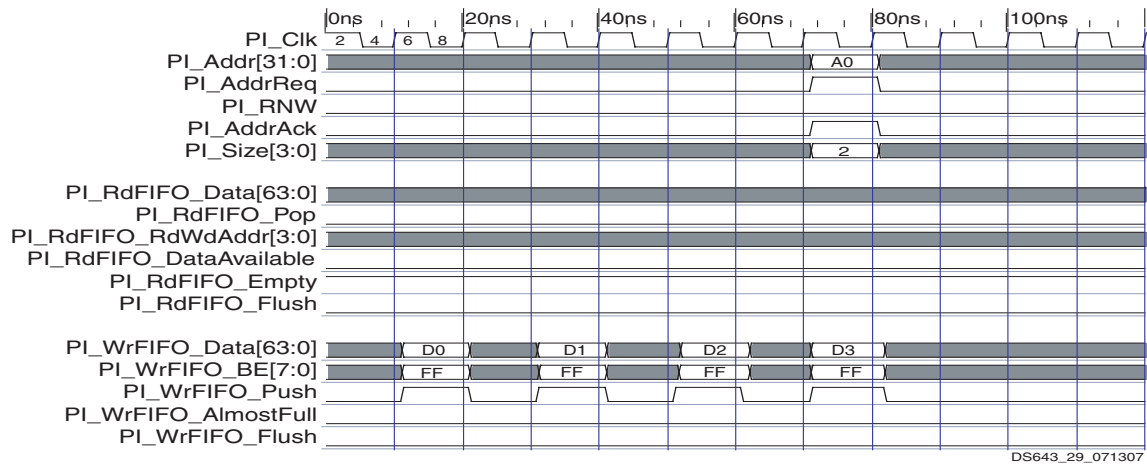 0ns 20ns 40ns 60ns 80ns 100ns
PI_Clk 2 4 6 8
PI_Addr[31:0] A0
PI_AddrReq
PI_RNW
PI_AddrAck
PI_Size[3:0] 2
PI_RdFIFO_Data[63:0]
PI_RdFIFO_Pop
PI_RdFIFO_RdWdAddr[3:0]
PI_RdFIFO_DataAvailable
PI_RdFIFO_Empty
PI_RdFIFO_Flush
PI_WrFIFO_Data[63:0] D0 D1 D2 D3
PI_WrFIFO_BE[7:0] FF FF FF FF
PI_WrFIFO_Push
PI_WrFIFO_AlmostFull
PI_WrFIFO_Flush
DS643_29_071307